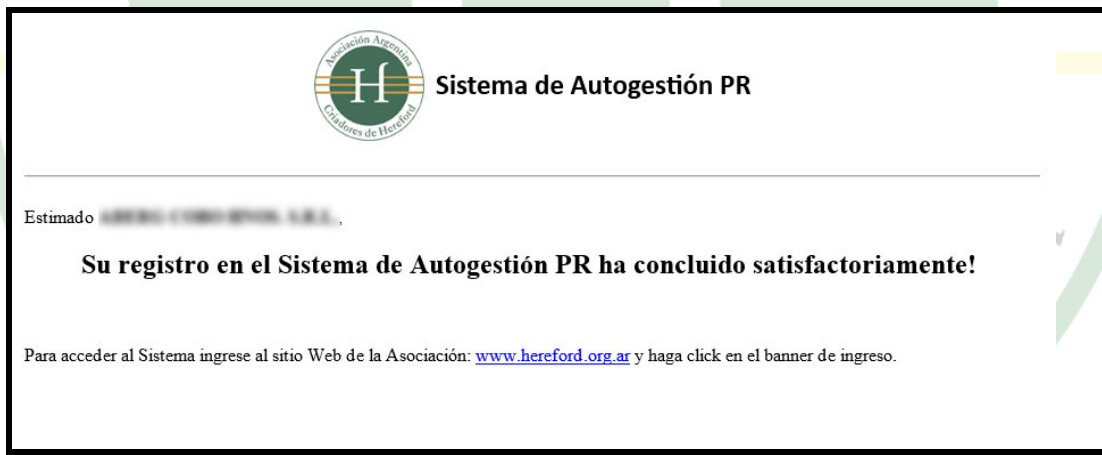 Asociación Argentina
H
Criadores de Hereford
Sistema de Autogestión PR
Estimado ,
Su registro en el Sistema de Autogestión PR ha concluido satisfactoriamente!
Para acceder al Sistema ingrese al sitio Web de la Asociación: www.hereford.org.ar y haga click en el banner de ingreso.